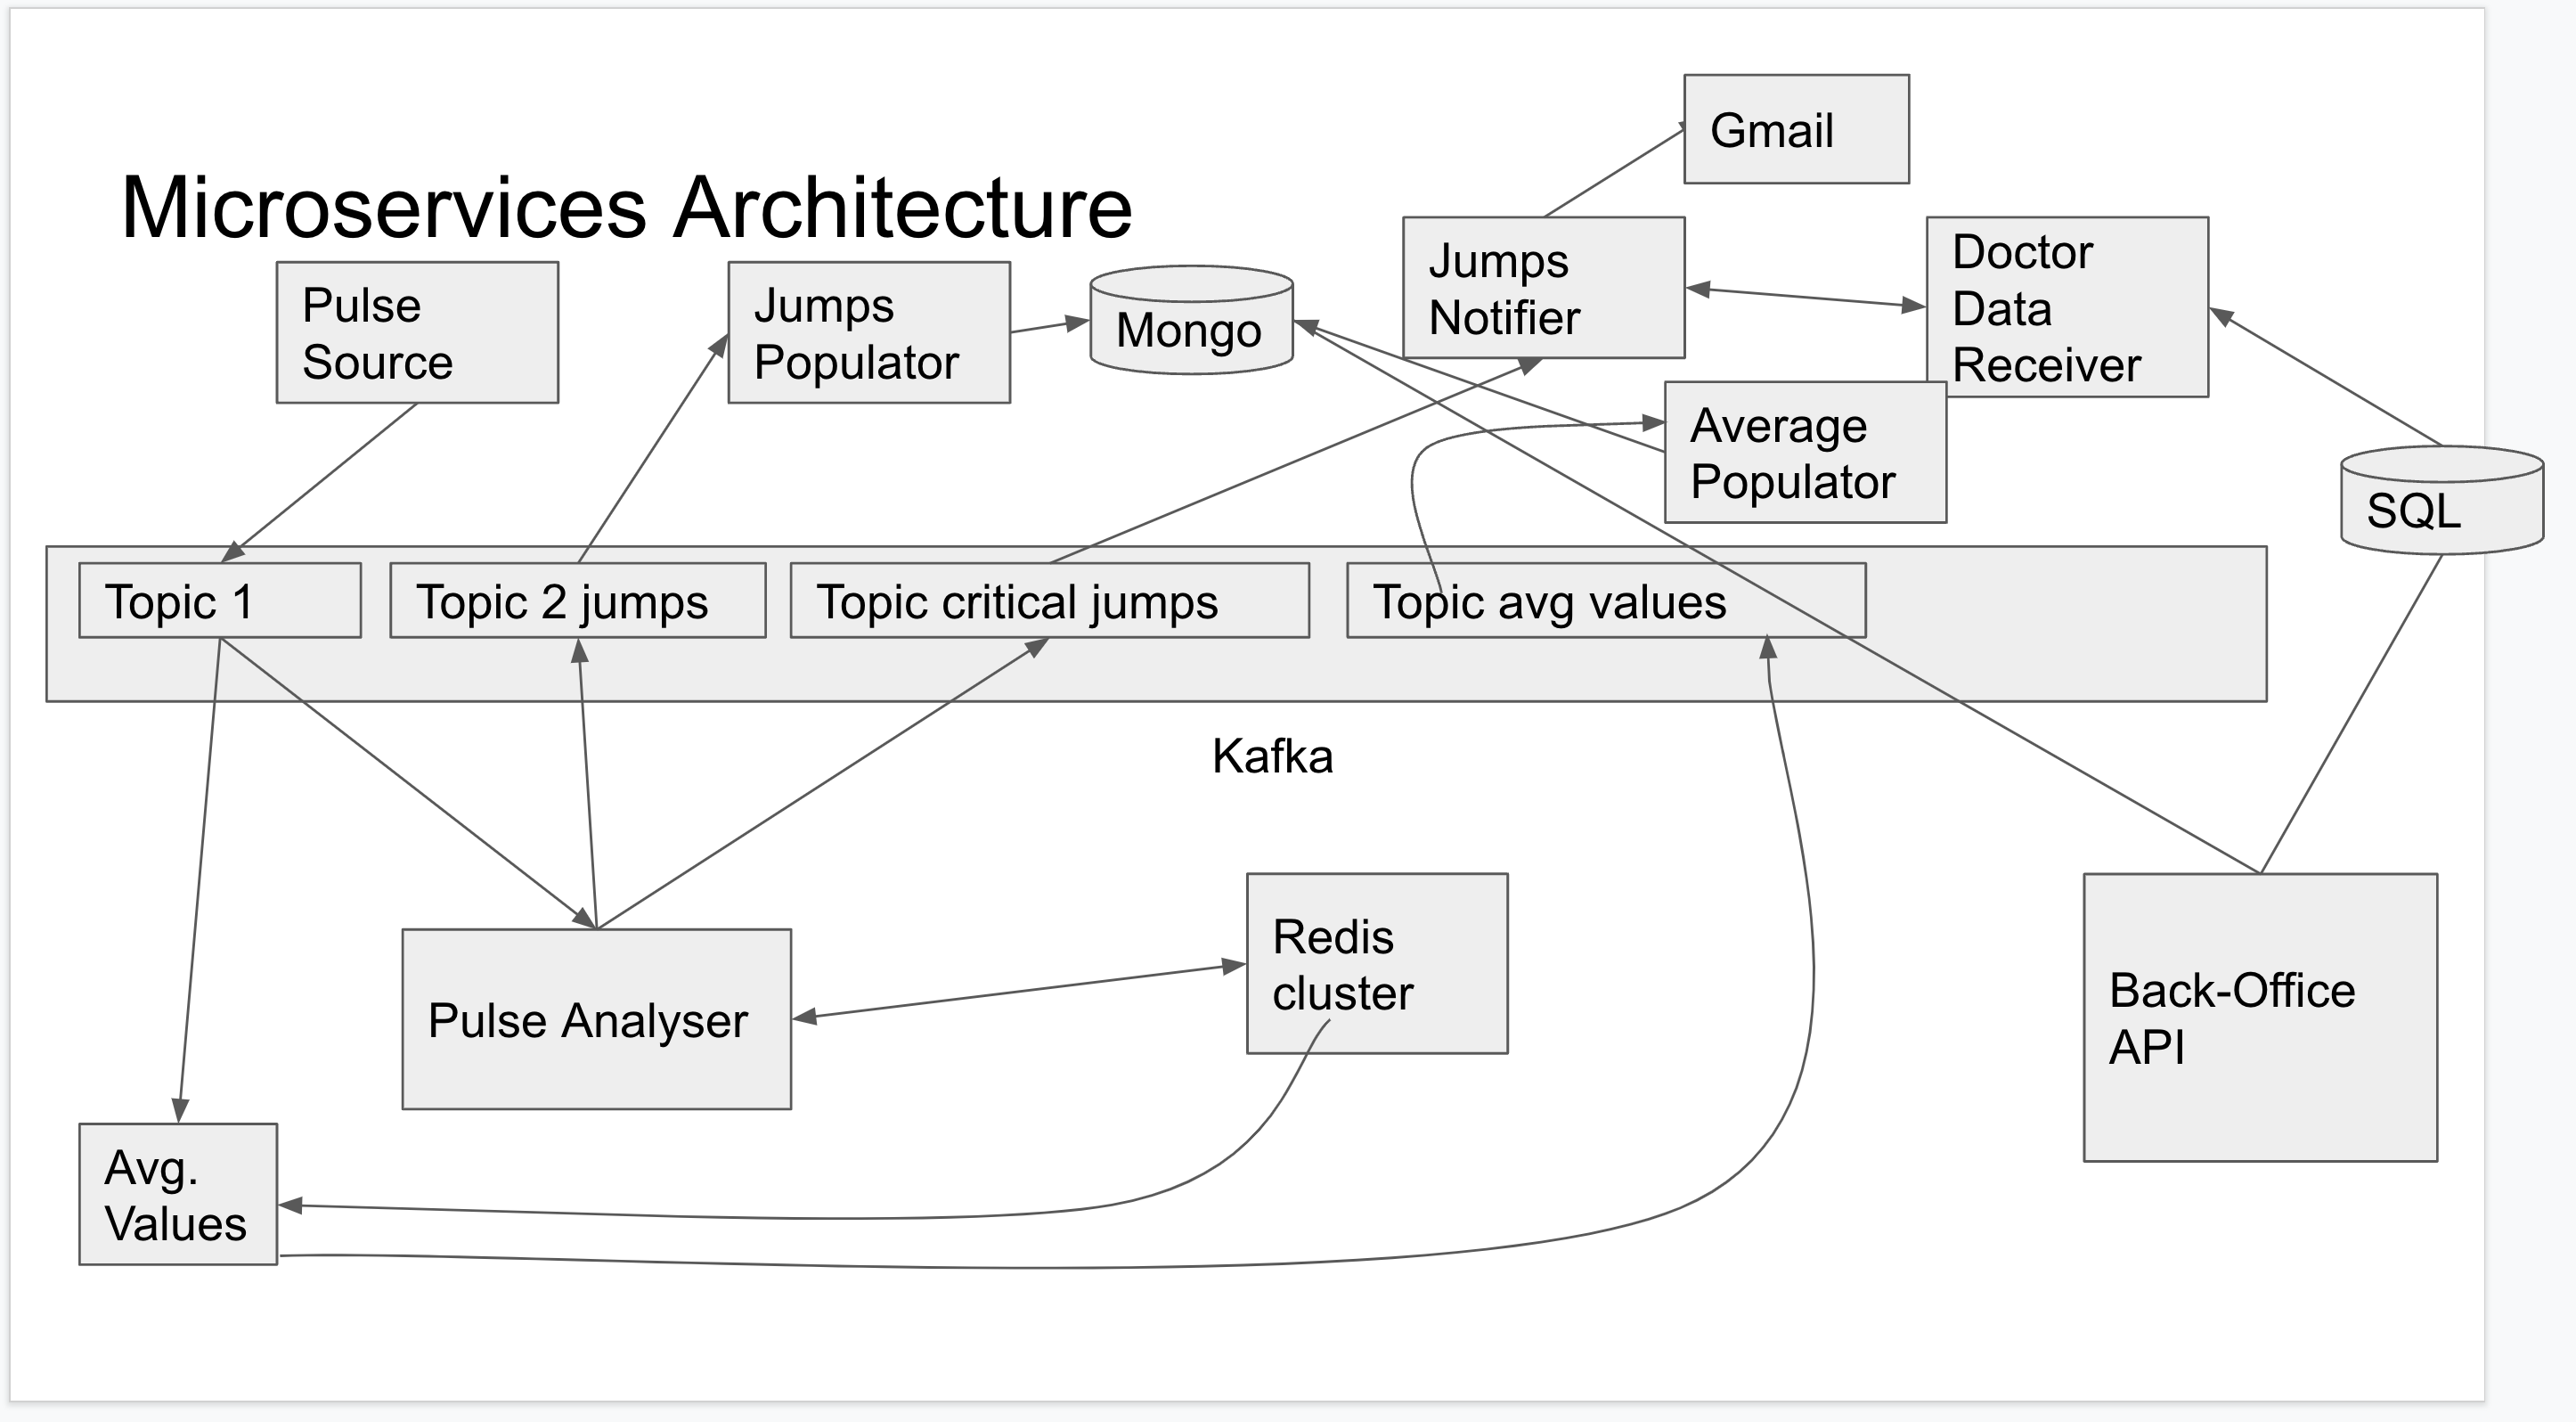 Gmail
Microservices Architecture
Pulse
Source
Jumps
Populator
Mongo
Jumps
Notifier
Doctor
Data
Receiver
Average
Populator
SQL
Topic 1
Topic 2 jumps
Topic critical jumps
Topic avg values
Kafka
Pulse Analyser
Redis
cluster
Back-Office
API
Avg.
Values